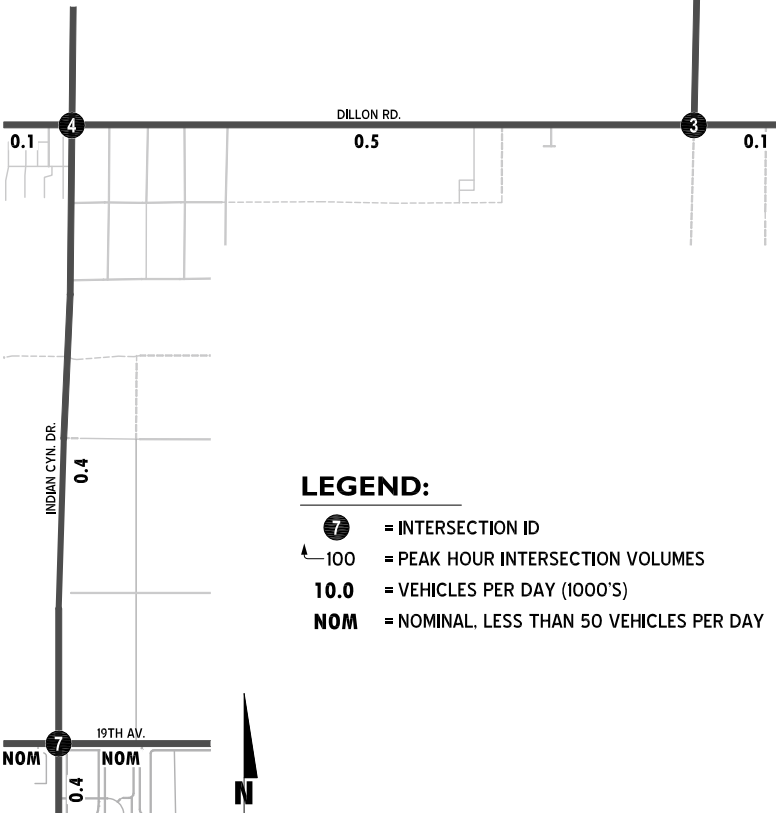 DILLON RD.
4
3
0.1
0.5
0.1
INDIAN CYN. DR.
0.4
LEGEND:
7 = INTERSECTION ID
100 = PEAK HOUR INTERSECTION VOLUMES
10.0 = VEHICLES PER DAY (1000'S)
NOM = NOMINAL, LESS THAN 50 VEHICLES PER DAY
19TH AV.
7
NOM
NOM
0.4
N